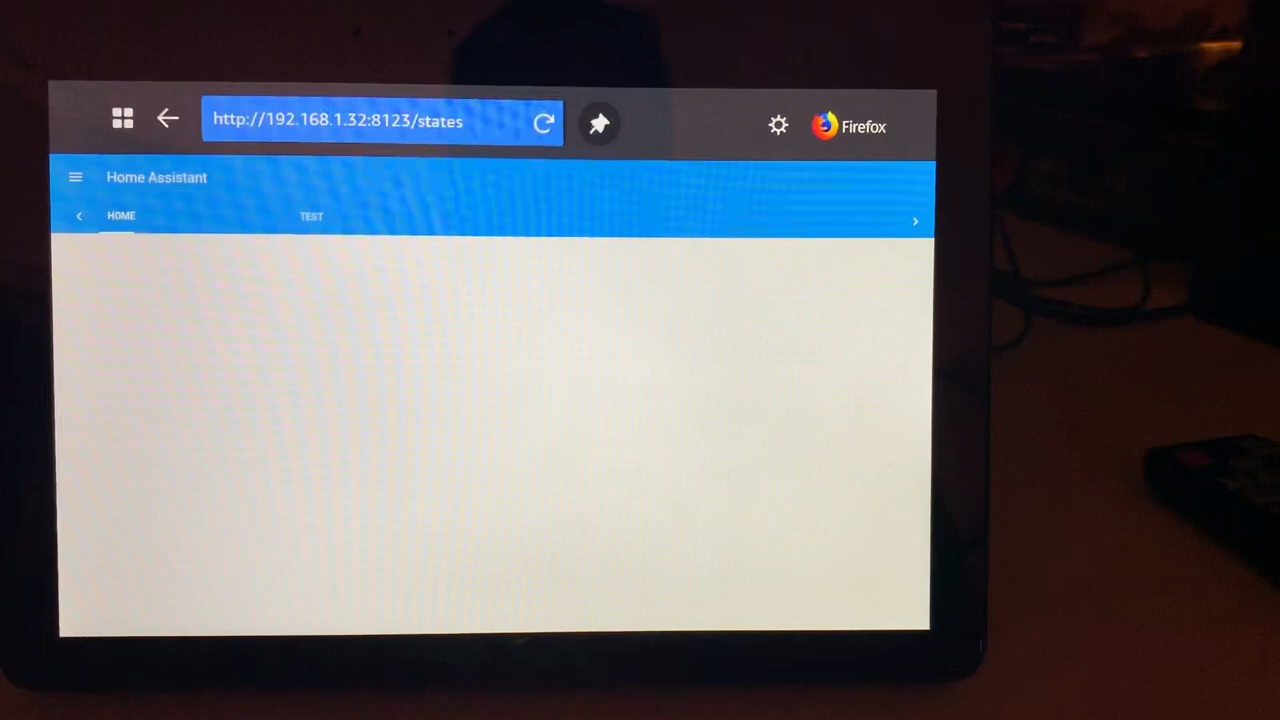 http://192.168.1.32:8123/states
Firefox
Home Assistant
HOME
TEST